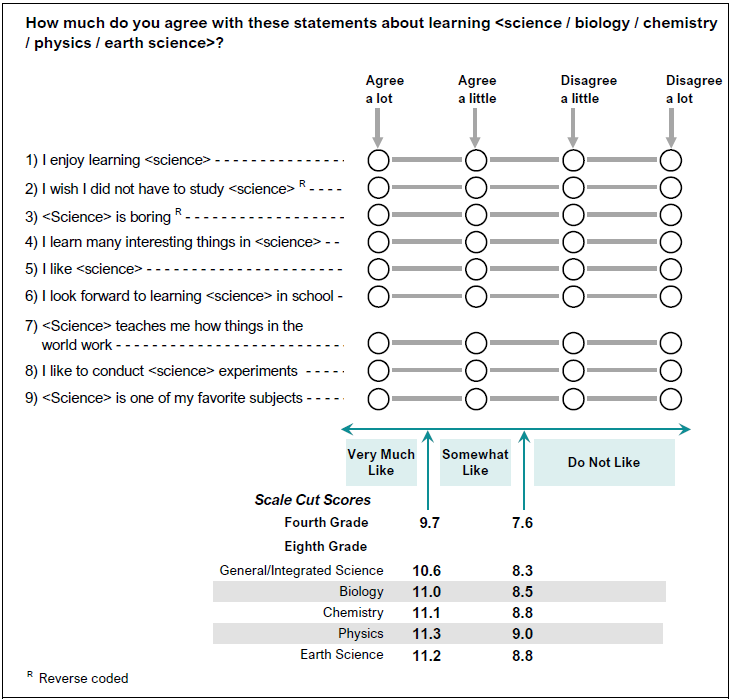 How much do you agree with these statements about learning <science / biology / chemistry
/ physics / earth science>?
Agree a lot
Agree a little
Disagree a little
Disagree a lot
1) I enjoy learning <science> - - - - - - - - - - - - - -
2) I wish I did not have to study <science> R - - - -
3) <Science> is boring R - - - - - - - - - - - - - - - - - -
4) I learn many interesting things in <science> - -
5) I like <science> - - - - - - - - - - - - - - - - - - - - - -
6) I look forward to learning <science> in school -
7) <Science> teaches me how things in the
world work - - - - - - - - - - - - - - - - - - - - - - - - -
8) I like to conduct <science> experiments - - - -
9) <Science> is one of my favorite subjects - - - -
Very Much Like
Somewhat Like
Do Not Like
Scale Cut Scores
Fourth Grade 9.7 7.6
Eighth Grade
General/Integrated Science 10.6 8.3
Biology 11.0 8.5
Chemistry 11.1 8.8
Physics 11.3 9.0
Earth Science 11.2 8.8
R Reverse coded